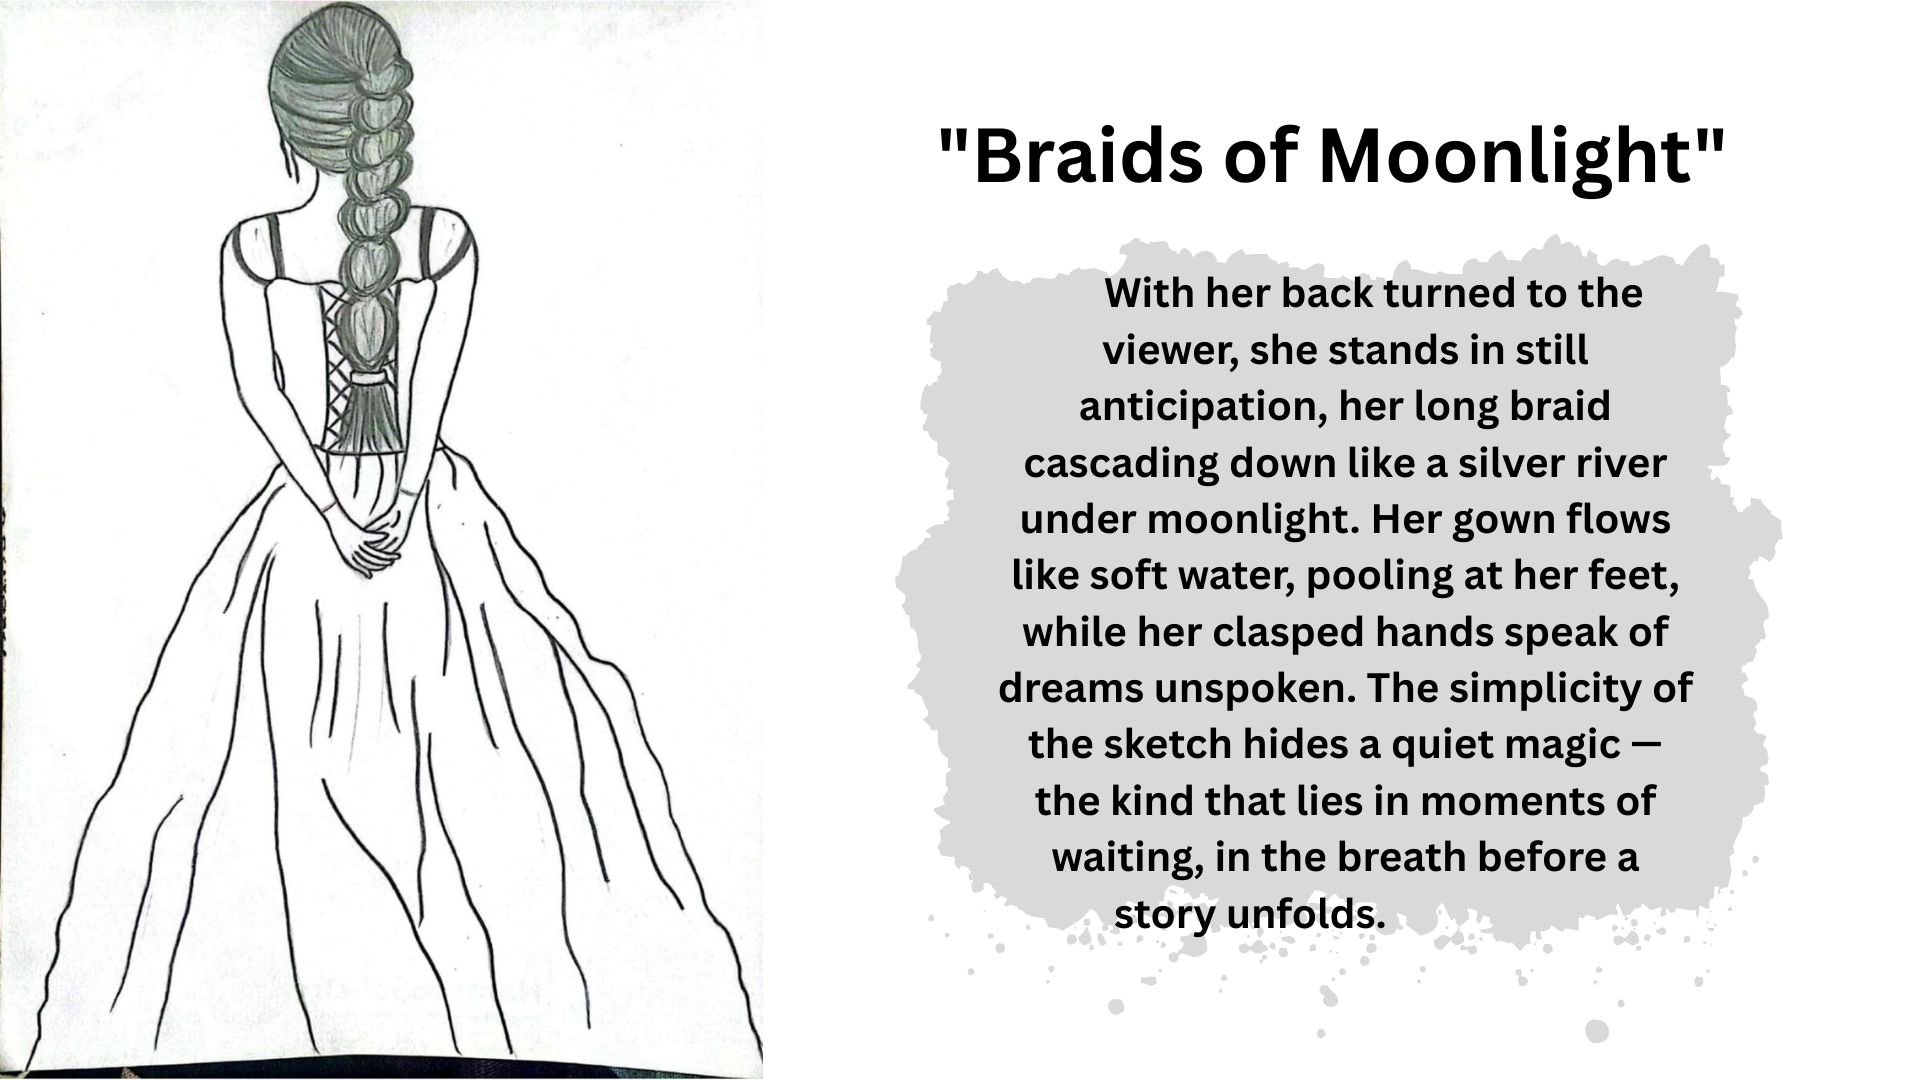 "Braids of Moonlight"
With her back turned to the
viewer, she stands in still
anticipation, her long braid
cascading down like a silver river
under moonlight. Her gown flows
like soft water, pooling at her feet,
while her clasped hands speak of
dreams unspoken. The simplicity of
the sketch hides a quiet magic —
the kind that lies in moments of
waiting, in the breath before a
story unfolds.